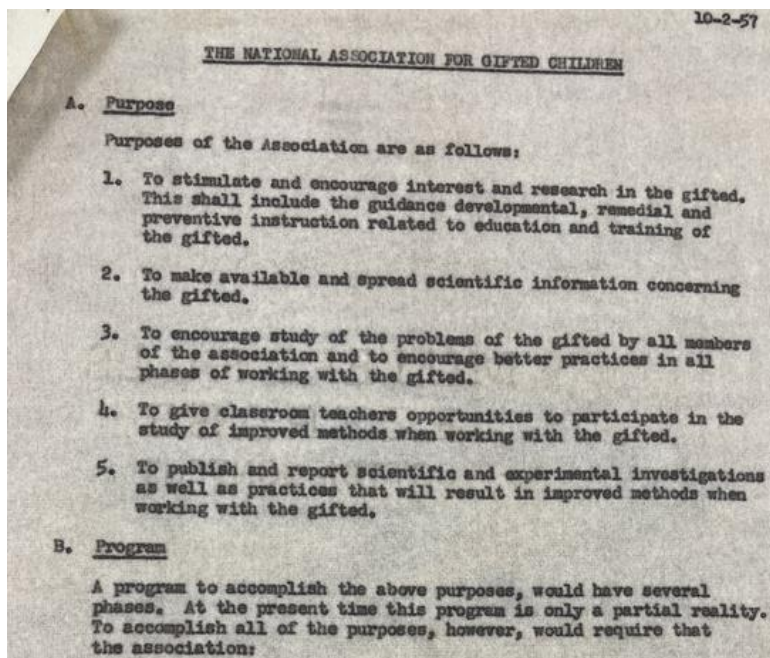 10-2-57
THE NATIONAL ASSOCIATION FOR GIFTED CHILDREN
A. Purpose
Purposes of the Association are as follows:
1. To stimulate and encourage interest and research in the gifted.
This shall include the guidance developmental, remedial and
preventive instruction related to education and training of
the gifted.
2. To make available and spread scientific information concerning
the gifted.
3. To encourage study of the problems of the gifted by all members
of the association and to encourage better practices in all
phases of working with the gifted.
4. To give classroom teachers opportunities to participate in the
study of improved methods when working with the gifted.
5. To publish and report scientific and experimental investigations
as well as practices that will result in improved methods when
working with the gifted.
B. Program
A program to accomplish the above purposes, would have several
phases. At the present time this program is only a partial reality.
To accomplish all of the purposes, however, would require that
the association: